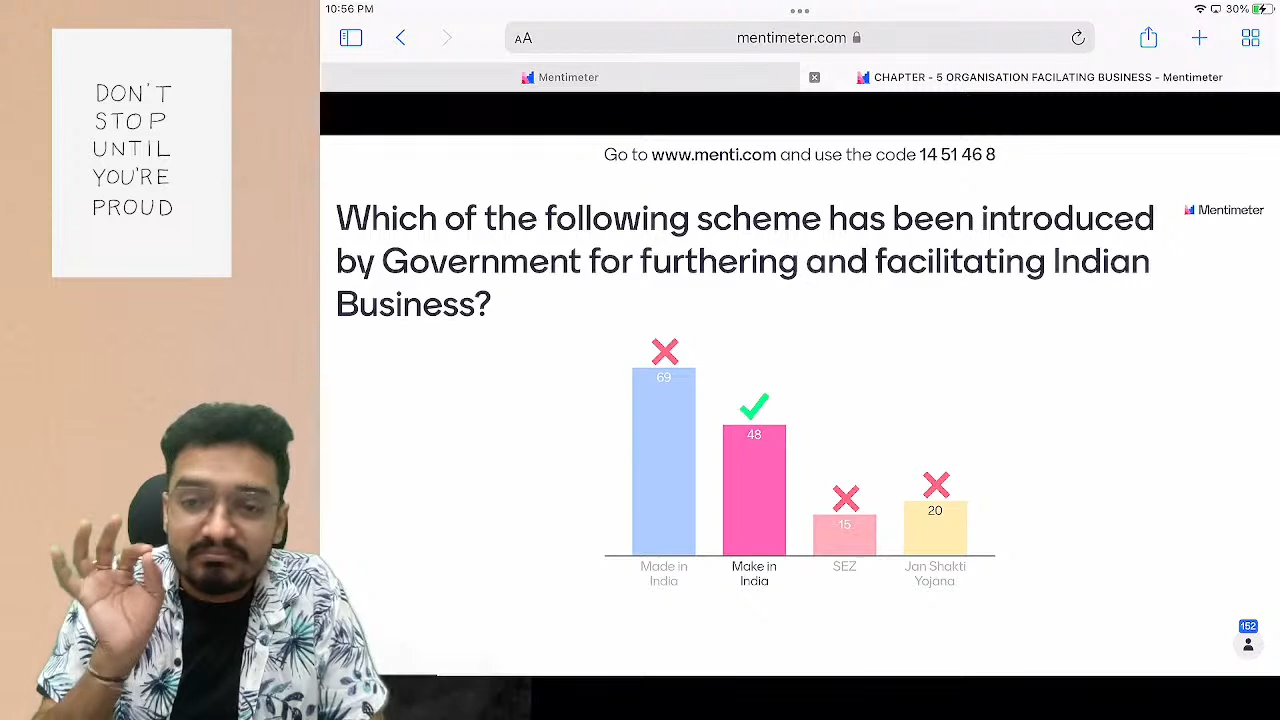 10:56 PM
30%
AA
mentimeter.com
Mentimeter
CHAPTER - 5 ORGANISATION FACILATING BUSINESS - Mentimeter
DON'T
STOP
UNTIL
YOU'RE
PROUD
Go to www.menti.com and use the code 14 51 46 8
Which of the following scheme has been introduced
by Government for furthering and facilitating Indian
Business?
Mentimeter
69
48
15
20
Made in
India
Make in
India
SEZ
Jan Shakti
Yojana
152